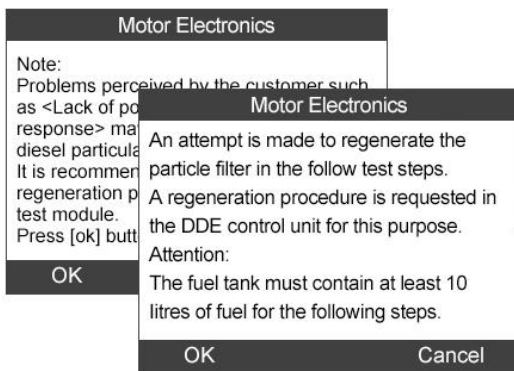 Motor Electronics
Note:
Problems perceived by the customer such
as <Lack of po
response> ma
diesel particula
It is recommen
regeneration p
test module.
Press [ok] butt
OK
Motor Electronics
An attempt is made to regenerate the
particle filter in the follow test steps.
A regeneration procedure is requested in
the DDE control unit for this purpose.
Attention:
The fuel tank must contain at least 10
litres of fuel for the following steps.
OK Cancel